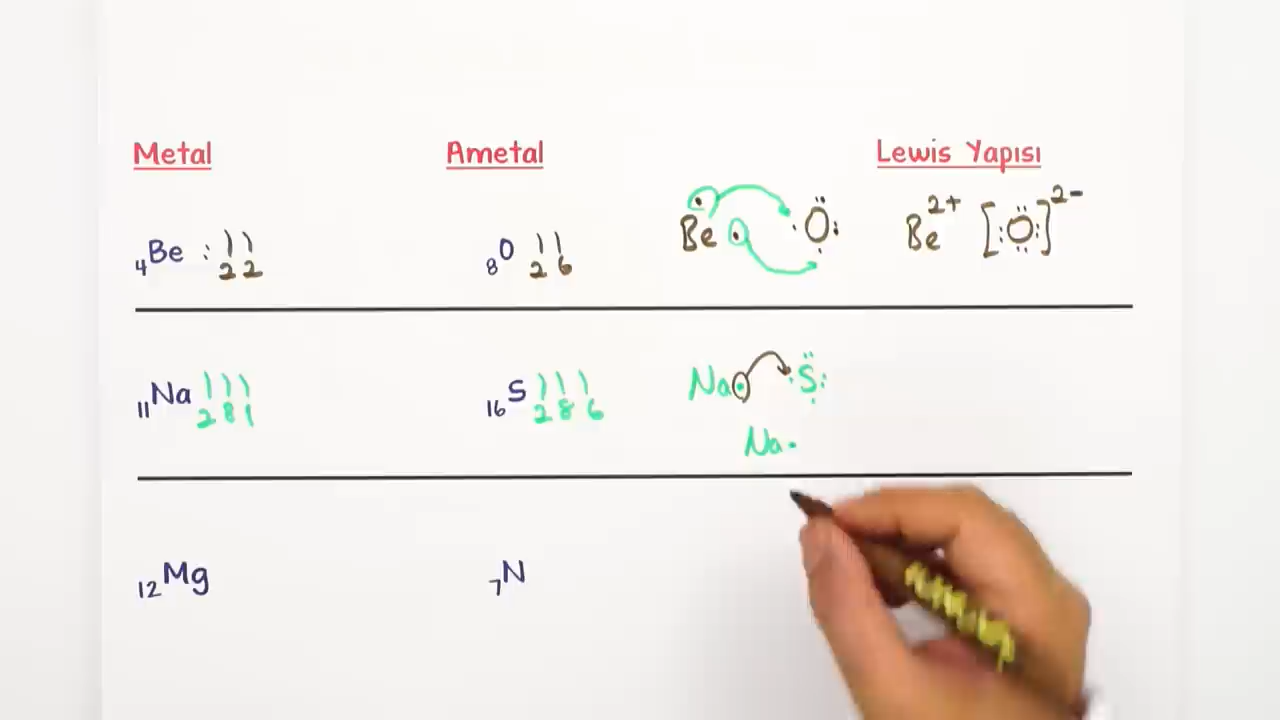 Metal Ametal Lewis Yapısı
₄Be : 2 2 ₈O 2 6 Be O Be²⁺ [O]²⁻
₁₁Na 2 8 1 ₁₆S 2 8 6 Na S
Na
₁₂Mg ₇N